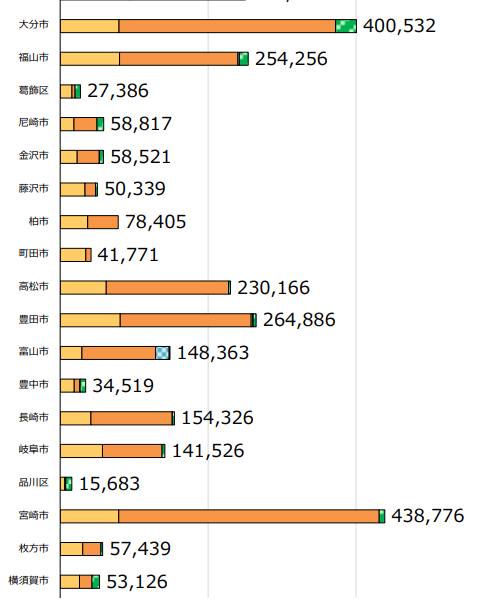 大分市 400,532
福山市 254,256
葛飾区 27,386
尼崎市 58,817
金沢市 58,521
藤沢市 50,339
柏市 78,405
町田市 41,771
高松市 230,166
豊田市 264,886
富山市 148,363
豊中市 34,519
長崎市 154,326
岐阜市 141,526
品川区 15,683
宮崎市 438,776
枚方市 57,439
横須賀市 53,126